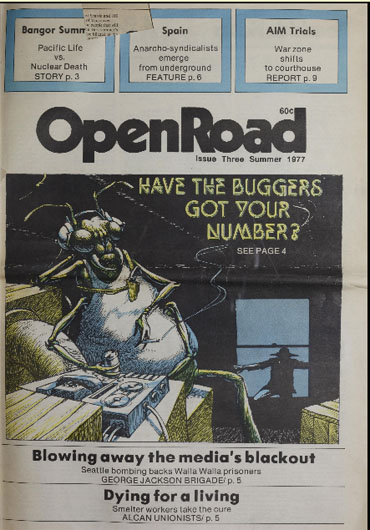 Bangor Summ
Pacific Life
vs.
Nuclear Death
STORY p. 3
Spain
Anarcho-syndicalists
emerge
from underground
FEATURE p. 6
AIM Trials
War zone
shifts
to courthouse
REPORT p. 9
60¢
OpenRoad
Issue Three Summer 1977
HAVE THE BUGGERS
GOT YOUR
NUMBER?
SEE PAGE 4
Blowing away the media's blackout
Seattle bombing backs Walla Walla prisoners
GEORGE JACKSON BRIGADE/ p. 5
Dying for a living
Smelter workers take the cure
ALCAN UNIONISTS/ p. 5